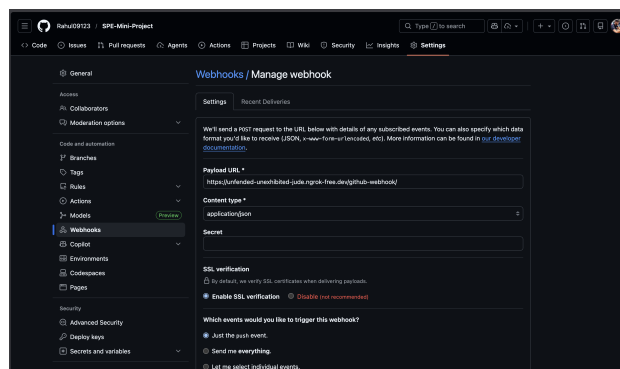 Rahul09123 / SPE-Mini-Project
Type / to search
Code Issues Pull requests Agents Actions Projects Wiki Security Insights Settings
General
Access
Collaborators
Moderation options
Code and automation
Branches
Tags
Rules
Actions
Models Preview
Webhooks
Copilot
Environments
Codespaces
Pages
Security
Advanced Security
Deploy keys
Secrets and variables
Webhooks / Manage webhook
Settings Recent Deliveries
We'll send a POST request to the URL below with details of any subscribed events. You can also specify which data
format you'd like to receive (JSON, x-www-form-urlencoded, etc). More information can be found in our developer
documentation.
Payload URL *
https://unfended-unexhibited-jude.ngrok-free.dev/github-webhook/
Content type *
application/json
Secret
SSL verification
By default, we verify SSL certificates when delivering payloads.
Enable SSL verification Disable (not recommended)
Which events would you like to trigger this webhook?
Just the push event.
Send me everything.
Let me select individual events.